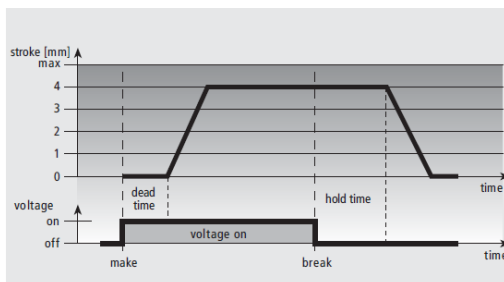 stroke [mm]
max
4
3
2
1
0
time
dead
time
hold time
voltage
on
voltage on
off
time
make
break